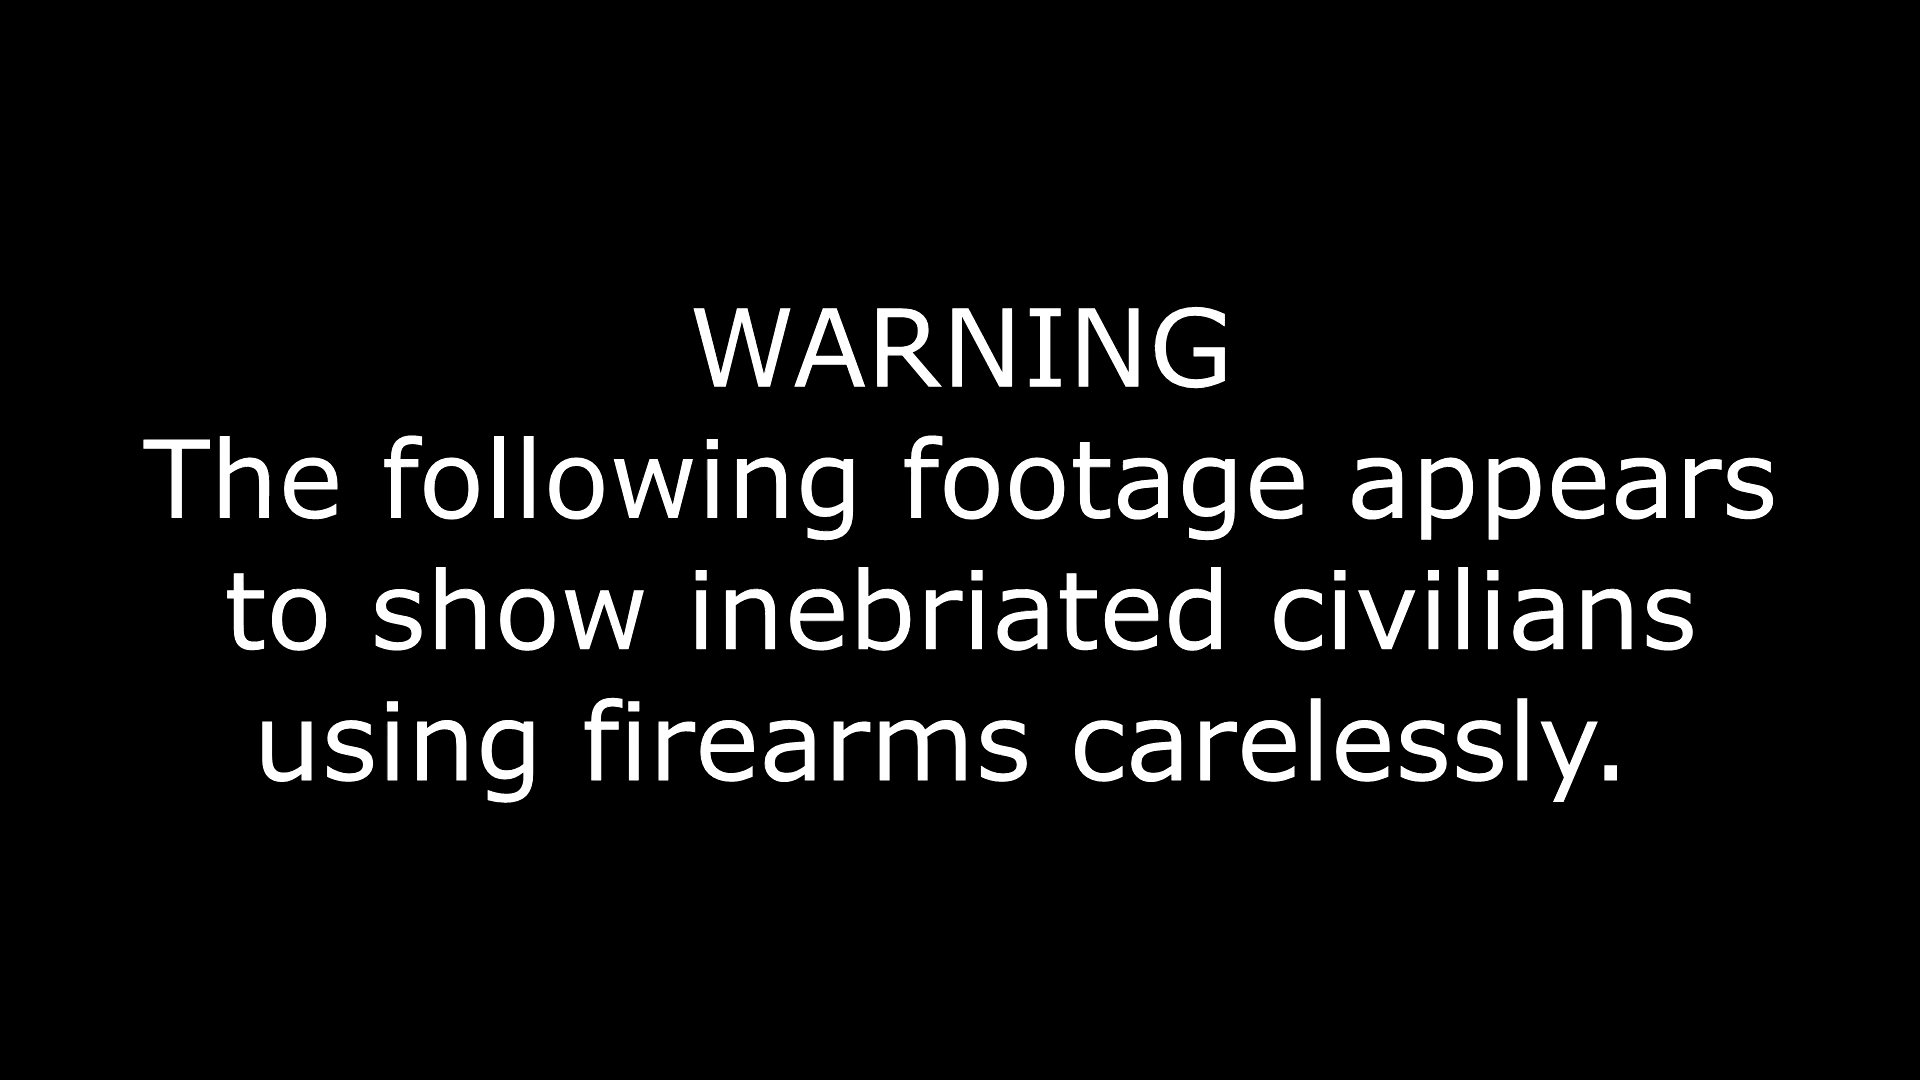 WARNING
The following footage appears
to show inebriated civilians
using firearms carelessly.